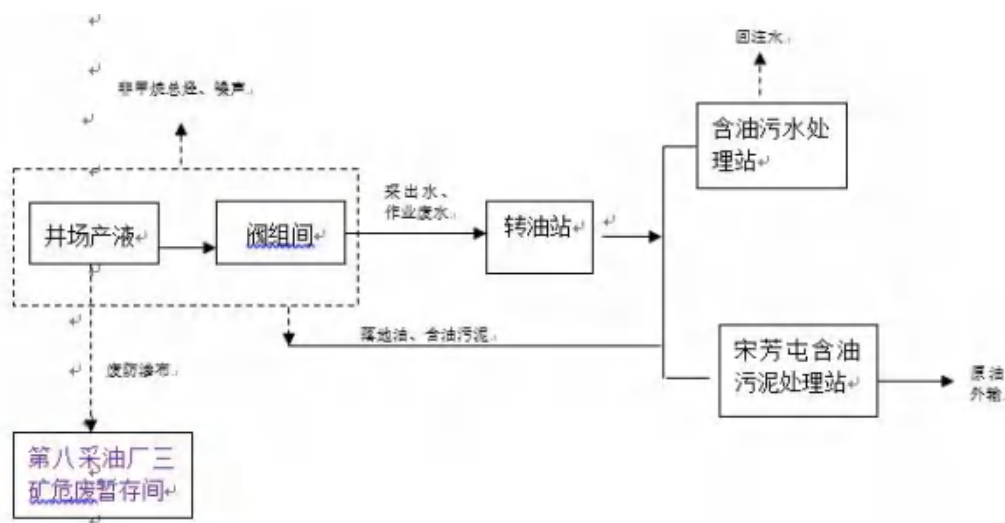 回注水
非甲烷总烃、噪声
含油污水处
理站
采出水、
作业废水
井场产液
阀组间
转油站
落地油、含油污泥
宋芳屯含油
污泥处理站
原油
外输
废防渗布
第八采油厂三
矿危废暂存间